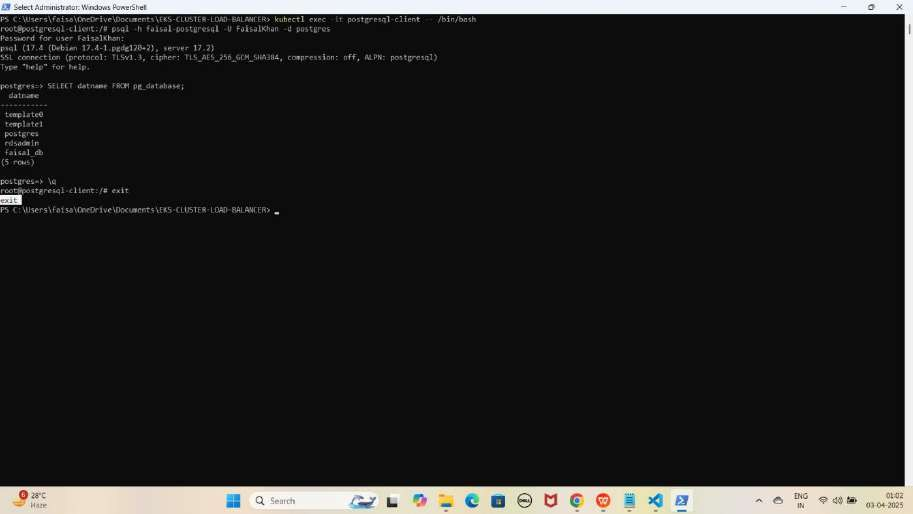 Select Administrator: Windows PowerShell
PS C:\Users\faisa\OneDrive\Documents\EKS-CLUSTER-LOAD-BALANCER> kubectl exec -it postgresql-client -- /bin/bash
root@postgresql-client:/# psql -h faisal-postgresql -U FaisalKhan -d postgres
Password for user FaisalKhan:
psql (17.4 (Debian 17.4-1.pgdg120+2), server 17.2)
SSL connection (protocol: TLSv1.3, cipher: TLS_AES_256_GCM_SHA384, compression: off, ALPN: postgresql)
Type "help" for help.
postgres=> SELECT datname FROM pg_database;
datname
-----------
template0
template1
postgres
rdsadmin
faisal_db
(5 rows)
postgres=> \q
root@postgresql-client:/# exit
exit
PS C:\Users\faisa\OneDrive\Documents\EKS-CLUSTER-LOAD-BALANCER>
6
28°C
Haze
Search
DELL
ENG
IN
01:02
03-04-2025